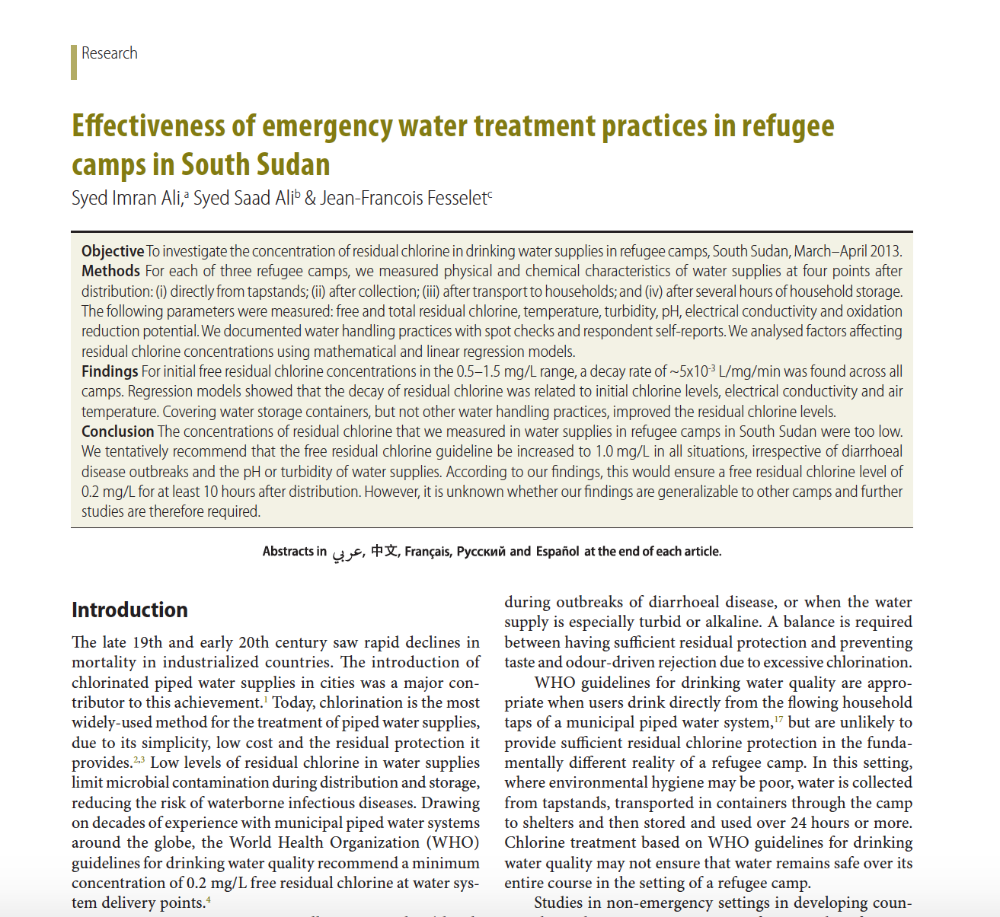 Research
Effectiveness of emergency water treatment practices in refugee
camps in South Sudan
Syed Imran Ali,ᵃ Syed Saad Aliᵇ & Jean-Francois Fesseletᶜ
Objective To investigate the concentration of residual chlorine in drinking water supplies in refugee camps, South Sudan, March–April 2013.
Methods For each of three refugee camps, we measured physical and chemical characteristics of water supplies at four points after
distribution: (i) directly from tapstands; (ii) after collection; (iii) after transport to households; and (iv) after several hours of household storage.
The following parameters were measured: free and total residual chlorine, temperature, turbidity, pH, electrical conductivity and oxidation
reduction potential. We documented water handling practices with spot checks and respondent self-reports. We analysed factors affecting
residual chlorine concentrations using mathematical and linear regression models.
Findings For initial free residual chlorine concentrations in the 0.5–1.5 mg/L range, a decay rate of ~5x10⁻³ L/mg/min was found across all
camps. Regression models showed that the decay of residual chlorine was related to initial chlorine levels, electrical conductivity and air
temperature. Covering water storage containers, but not other water handling practices, improved the residual chlorine levels.
Conclusion The concentrations of residual chlorine that we measured in water supplies in refugee camps in South Sudan were too low.
We tentatively recommend that the free residual chlorine guideline be increased to 1.0 mg/L in all situations, irrespective of diarrhoeal
disease outbreaks and the pH or turbidity of water supplies. According to our findings, this would ensure a free residual chlorine level of
0.2 mg/L for at least 10 hours after distribution. However, it is unknown whether our findings are generalizable to other camps and further
studies are therefore required.
Abstracts in عربي, 中文, Français, Русский and Español at the end of each article.
Introduction
The late 19th and early 20th century saw rapid declines in
mortality in industrialized countries. The introduction of
chlorinated piped water supplies in cities was a major con-
tributor to this achievement.¹ Today, chlorination is the most
widely-used method for the treatment of piped water supplies,
due to its simplicity, low cost and the residual protection it
provides.²,³ Low levels of residual chlorine in water supplies
limit microbial contamination during distribution and storage,
reducing the risk of waterborne infectious diseases. Drawing
on decades of experience with municipal piped water systems
around the globe, the World Health Organization (WHO)
guidelines for drinking water quality recommend a minimum
concentration of 0.2 mg/L free residual chlorine at water sys-
tem delivery points.⁴
during outbreaks of diarrhoeal disease, or when the water
supply is especially turbid or alkaline. A balance is required
between having sufficient residual protection and preventing
taste and odour-driven rejection due to excessive chlorination.
WHO guidelines for drinking water quality are appro-
priate when users drink directly from the flowing household
taps of a municipal piped water system,¹⁷ but are unlikely to
provide sufficient residual chlorine protection in the funda-
mentally different reality of a refugee camp. In this setting,
where environmental hygiene may be poor, water is collected
from tapstands, transported in containers through the camp
to shelters and then stored and used over 24 hours or more.
Chlorine treatment based on WHO guidelines for drinking
water quality may not ensure that water remains safe over its
entire course in the setting of a refugee camp.
Studies in non-emergency settings in developing coun-